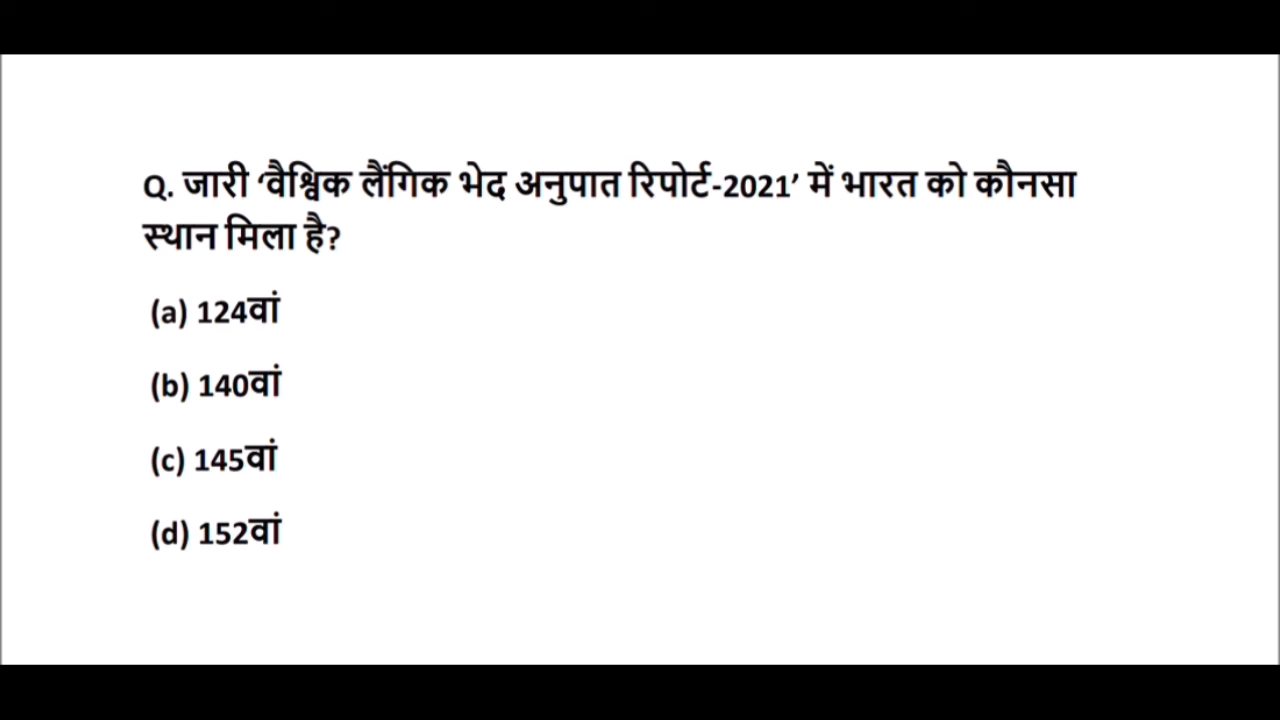 Q. जारी ‘वैश्विक लैंगिक भेद अनुपात रिपोर्ट-2021’ में भारत को कौनसा
स्थान मिला है?
(a) 124वां
(b) 140वां
(c) 145वां
(d) 152वां